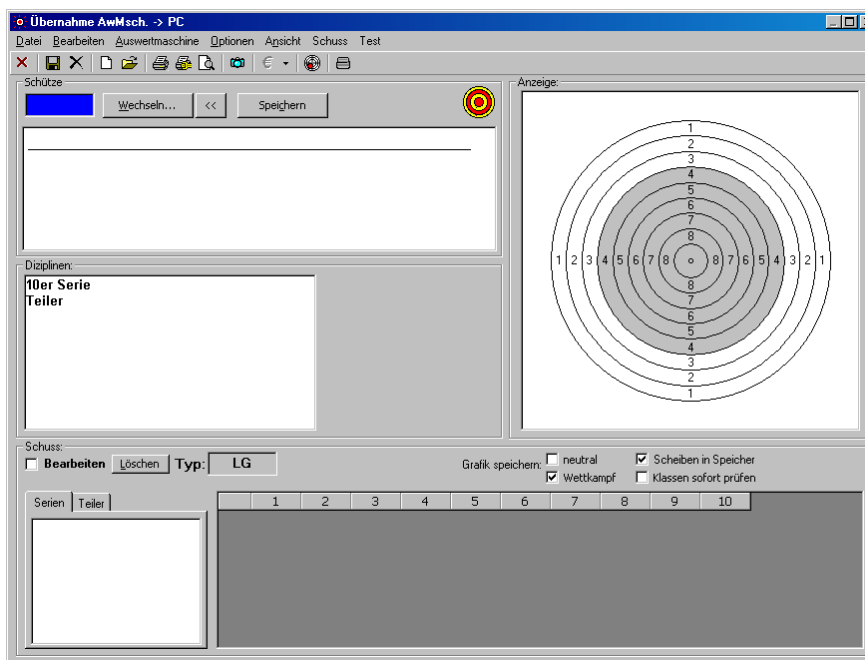 Übernahme AwMsch. -> PC
Datei Bearbeiten Auswertmaschine Optionen Ansicht Schuss Test
€
Schütze
Wechseln... << Speichern
Anzeige:
1
2
3
4
5
6
7
8
1 2 3 4 5 6 7 8 8 7 6 5 4 3 2 1
8
7
6
5
4
3
2
1
Diziplinen:
10er Serie
Teiler
Schuss:
Bearbeiten Löschen Typ: LG
Grafik speichern: neutral Scheiben in Speicher
Wettkampf Klassen sofort prüfen
Serien Teiler
1 2 3 4 5 6 7 8 9 10